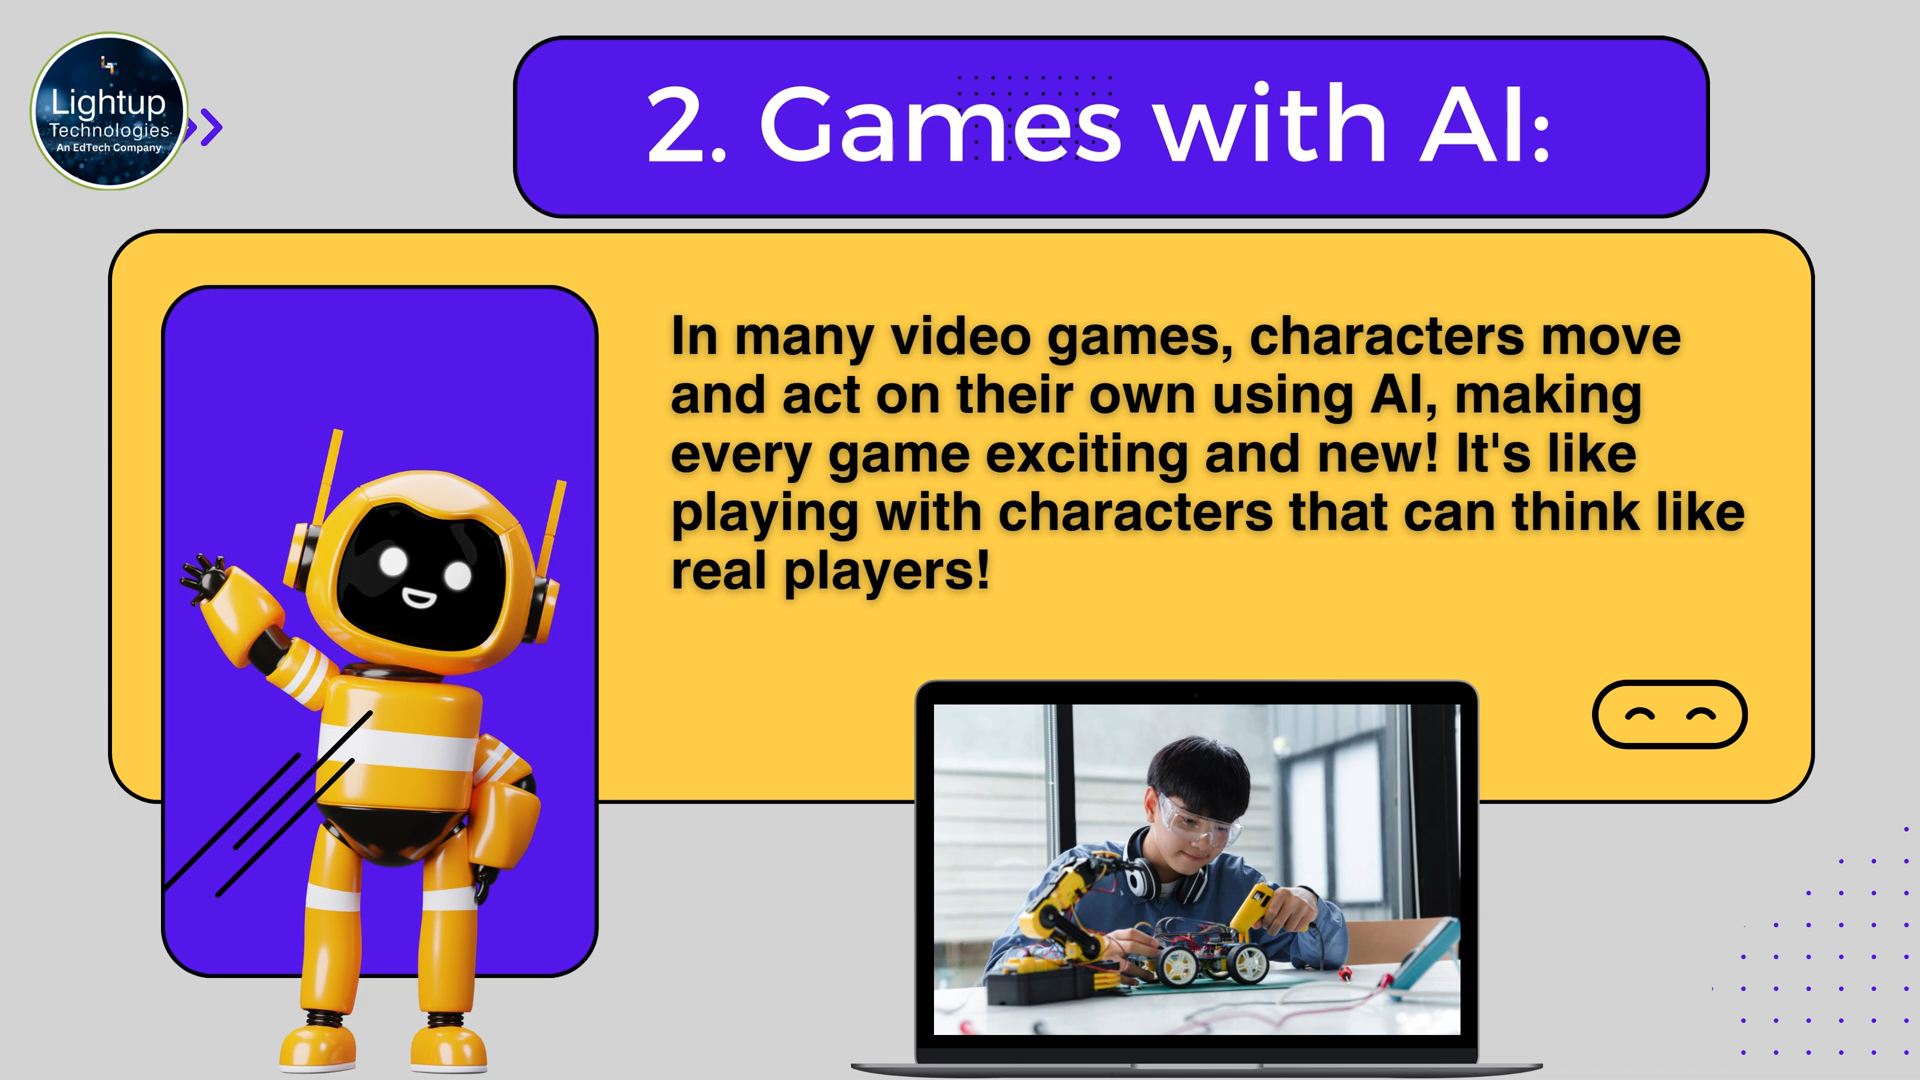 Lightup
Technologies
An EdTech Company
2. Games with AI:
In many video games, characters move
and act on their own using AI, making
every game exciting and new! It's like
playing with characters that can think like
real players!